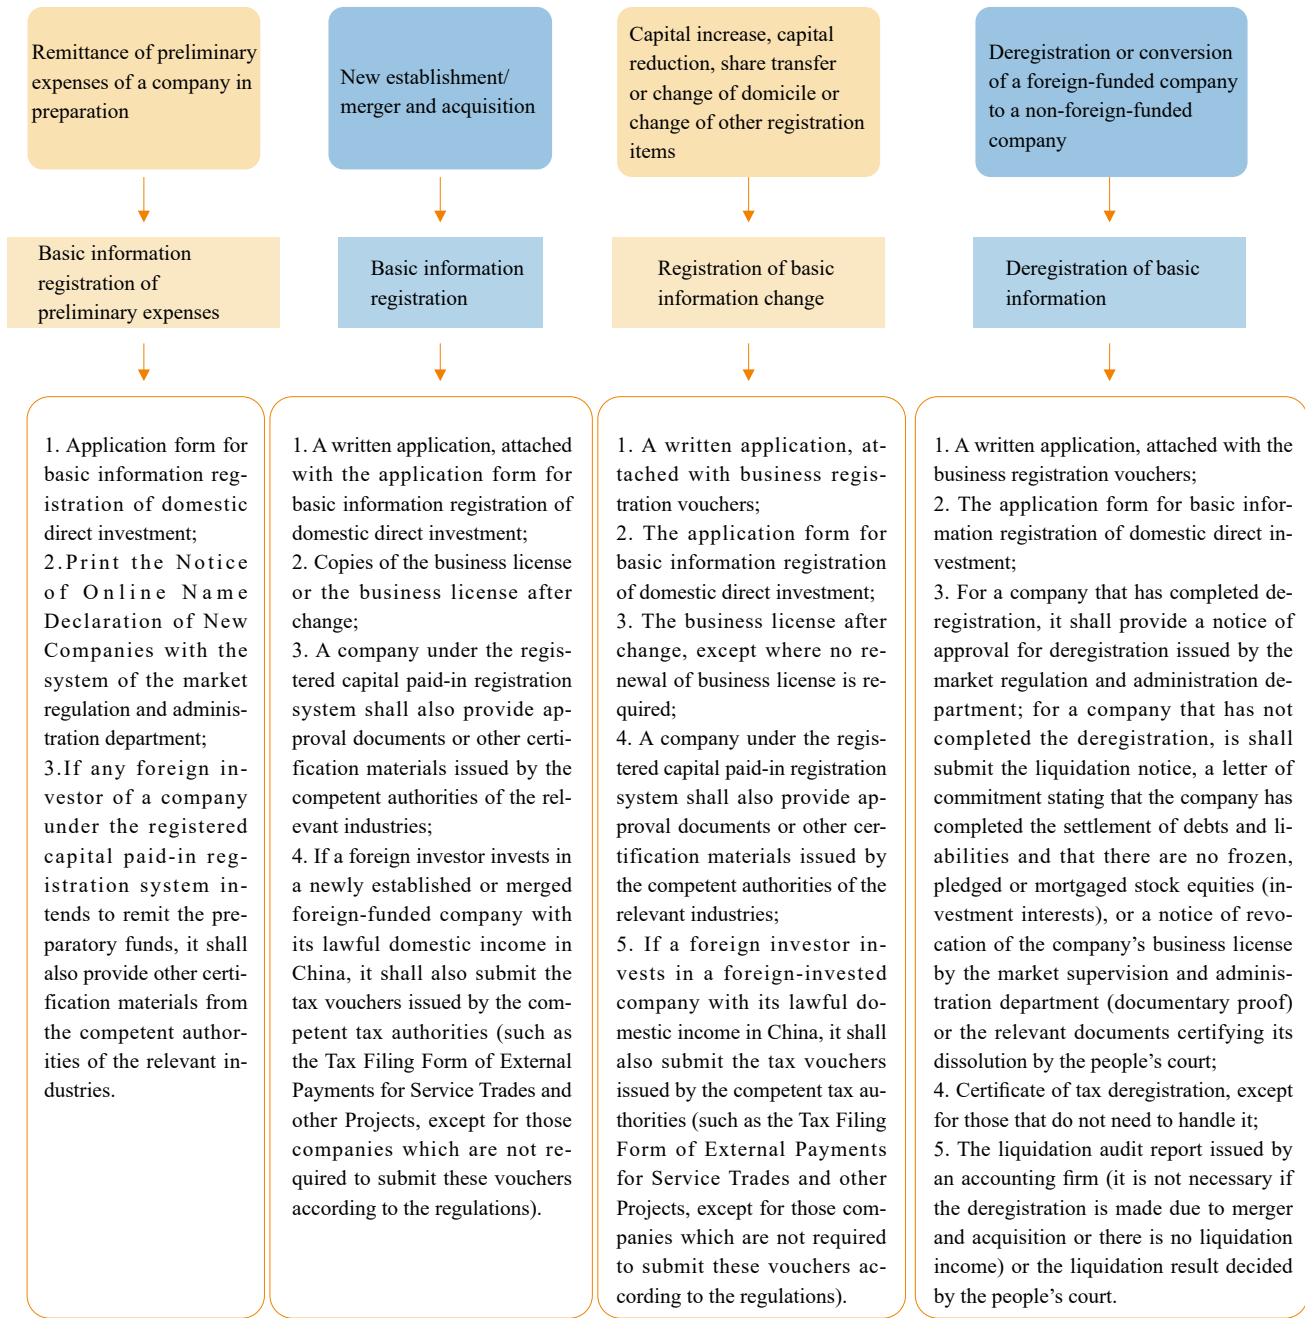 Remittance of preliminary
expenses of a company in
preparation
New establishment/
merger and acquisition
Capital increase, capital
reduction, share transfer
or change of domicile or
change of other registration
items
Deregistration or conversion
of a foreign-funded company
to a non-foreign-funded
company
Basic information
registration of
preliminary expenses
Basic information
registration
Registration of basic
information change
Deregistration of basic
information
1. Application form for
basic information reg-
istration of domestic
direct investment;
2.Print the Notice
of Online Name
Declaration of New
Companies with the
system of the market
regulation and adminis-
tration department;
3.If any foreign in-
vestor of a company
under the registered
capital paid-in reg-
istration system in-
tends to remit the pre-
paratory funds, it shall
also provide other certi-
fication materials from
the competent author-
ities of the relevant in-
dustries.
1. A written application, attached
with the application form for
basic information registration of
domestic direct investment;
2. Copies of the business license
or the business license after
change;
3. A company under the regis-
tered capital paid-in registration
system shall also provide ap-
proval documents or other certi-
fication materials issued by the
competent authorities of the rel-
evant industries;
4. If a foreign investor invests in
a newly established or merged
foreign-funded company with
its lawful domestic income in
China, it shall also submit the
tax vouchers issued by the com-
petent tax authorities (such as
the Tax Filing Form of External
Payments for Service Trades and
other Projects, except for those
companies which are not re-
quired to submit these vouchers
according to the regulations).
1. A written application, at-
tached with business regis-
tration vouchers;
2. The application form for
basic information registration
of domestic direct investment;
3. The business license after
change, except where no re-
newal of business license is re-
quired;
4. A company under the regis-
tered capital paid-in registration
system shall also provide ap-
proval documents or other cer-
tification materials issued by
the competent authorities of the
relevant industries;
5. If a foreign investor in-
vests in a foreign-invested
company with its lawful do-
mestic income in China, it shall
also submit the tax vouchers
issued by the competent tax au-
thorities (such as the Tax Filing
Form of External Payments
for Service Trades and other
Projects, except for those com-
panies which are not required
to submit these vouchers ac-
cording to the regulations).
1. A written application, attached with the
business registration vouchers;
2. The application form for basic infor-
mation registration of domestic direct in-
vestment;
3. For a company that has completed de-
registration, it shall provide a notice of
approval for deregistration issued by the
market regulation and administration de-
partment; for a company that has not
completed the deregistration, is shall
submit the liquidation notice, a letter of
commitment stating that the company has
completed the settlement of debts and li-
abilities and that there are no frozen,
pledged or mortgaged stock equities (in-
vestment interests), or a notice of revo-
cation of the company’s business license
by the market supervision and adminis-
tration department (documentary proof)
or the relevant documents certifying its
dissolution by the people’s court;
4. Certificate of tax deregistration, except
for those that do not need to handle it;
5. The liquidation audit report issued by
an accounting firm (it is not necessary if
the deregistration is made due to merger
and acquisition or there is no liquidation
income) or the liquidation result decided
by the people’s court.